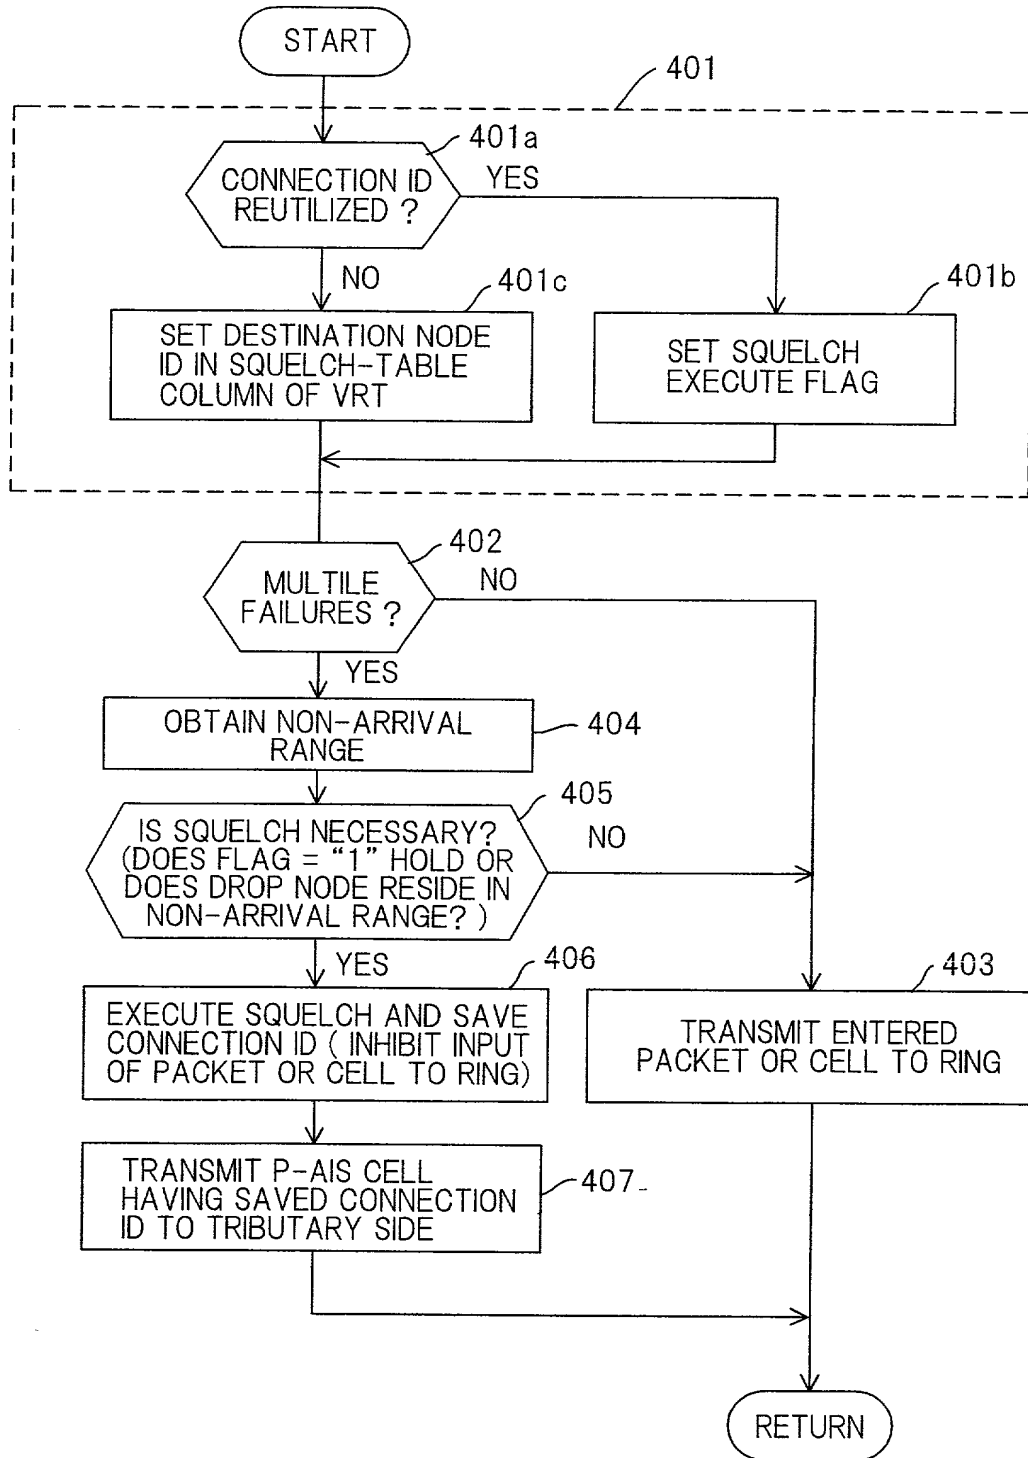 START
401
401a
CONNECTION ID
REUTILIZED ?
YES
NO
401c
401b
SET DESTINATION NODE
ID IN SQUELCH-TABLE
COLUMN OF VRT
SET SQUELCH
EXECUTE FLAG
402
MULTILE
FAILURES ?
NO
YES
OBTAIN NON-ARRIVAL
RANGE
404
405
IS SQUELCH NECESSARY?
(DOES FLAG = “1” HOLD OR
DOES DROP NODE RESIDE IN
NON-ARRIVAL RANGE? )
NO
YES
406
403
EXECUTE SQUELCH AND SAVE
CONNECTION ID ( INHIBIT INPUT
OF PACKET OR CELL TO RING)
TRANSMIT ENTERED
PACKET OR CELL TO RING
TRANSMIT P-AIS CELL
HAVING SAVED CONNECTION
ID TO TRIBUTARY SIDE
407
RETURN